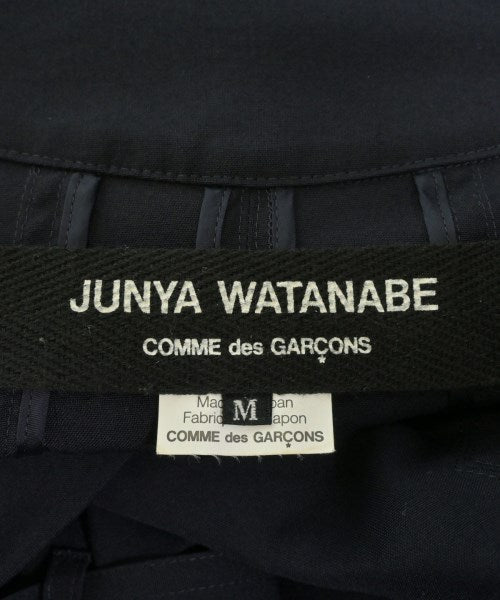 JUNYA WATANABE
COMME des GARÇONS
M
COMME des GARÇONS